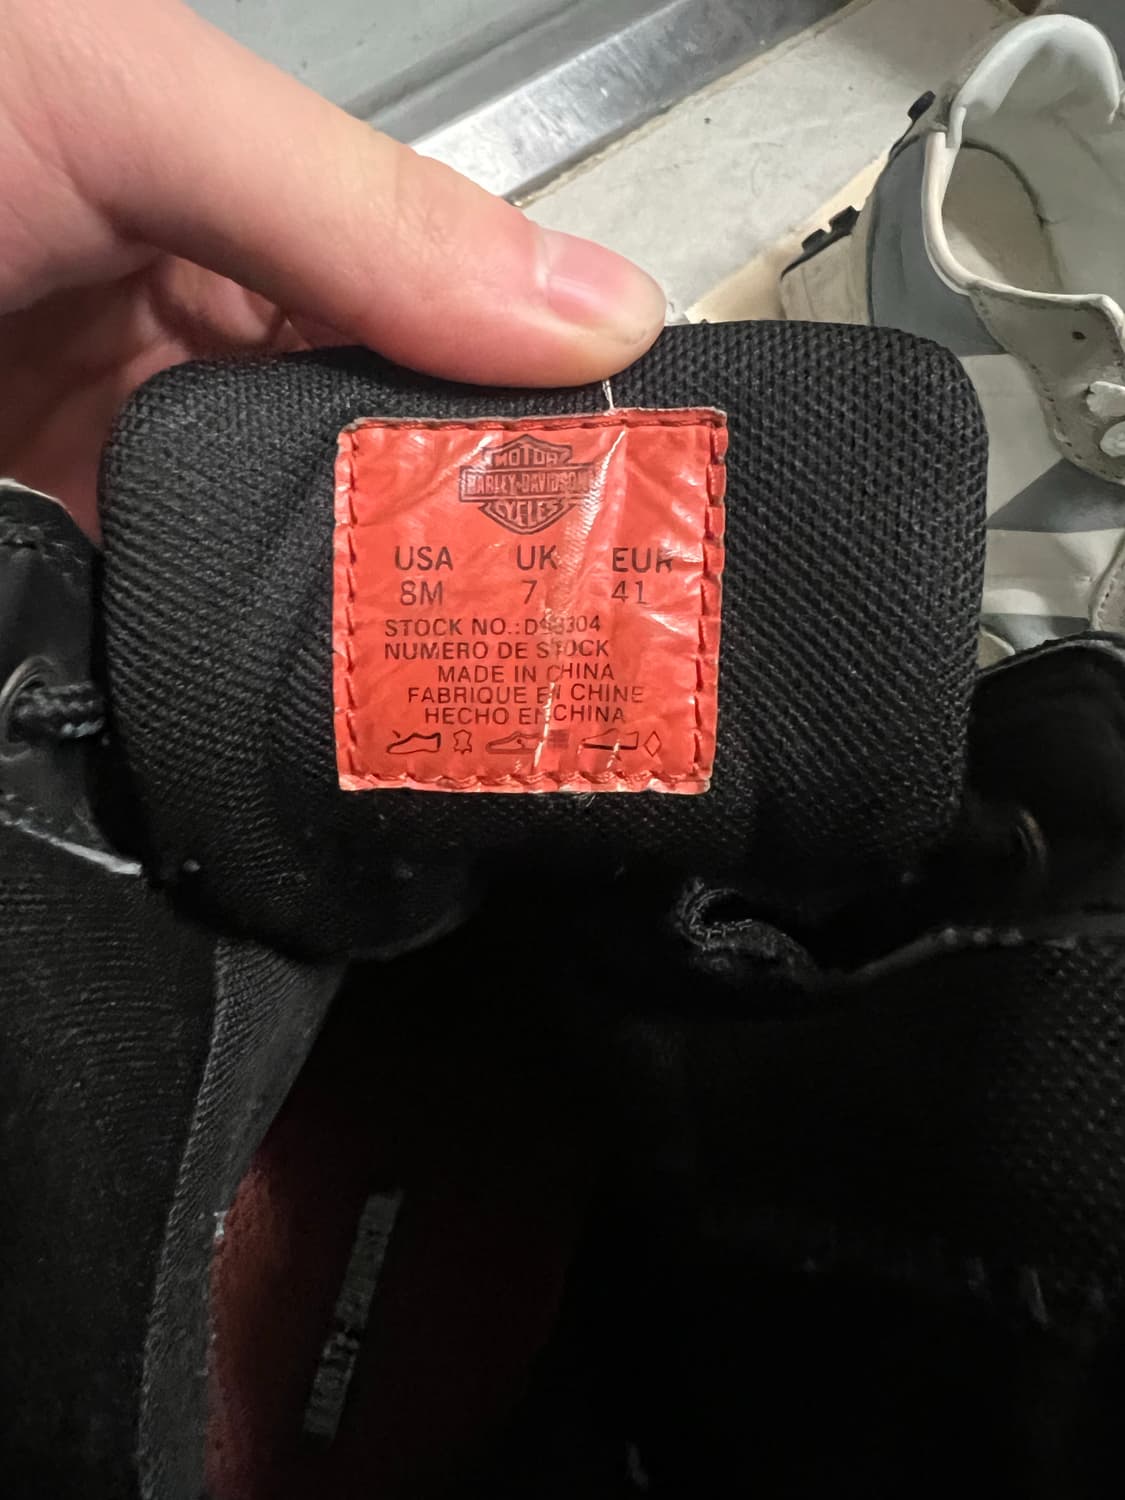 MOTOR
HARLEY-DAVIDSON
CYCLES
USA UK EUR
8M 7 41
STOCK NO.:
NUMERO DE STOCK
MADE IN CHINA
FABRIQUE EN CHINE
HECHO EN CHINA